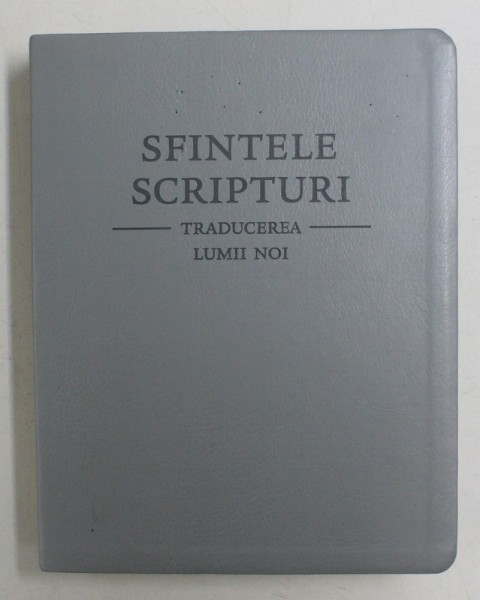 SFINTELE
SCRIPTURI
TRADUCEREA
LUMII NOI